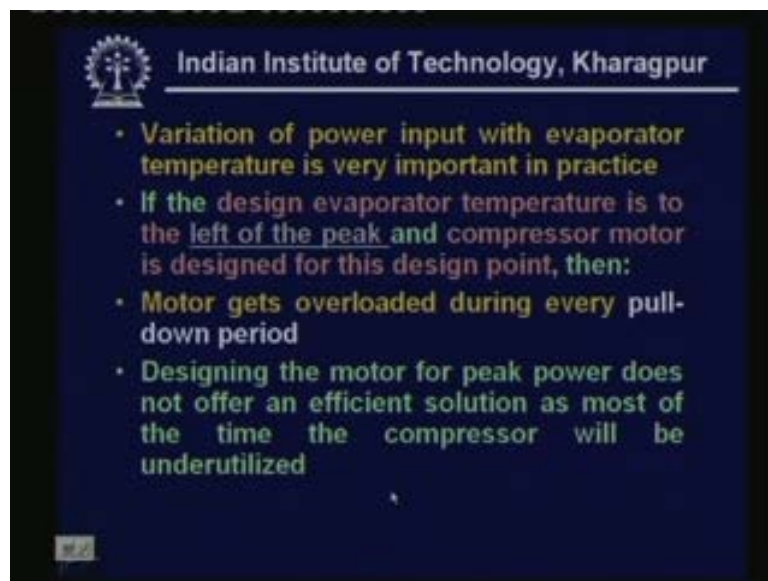 Indian Institute of Technology, Kharagpur
• Variation of power input with evaporator
temperature is very important in practice
• If the design evaporator temperature is to
the left of the peak and compressor motor
is designed for this design point, then:
• Motor gets overloaded during every pull-
down period
• Designing the motor for peak power does
not offer an efficient solution as most of
the time the compressor will be
underutilized